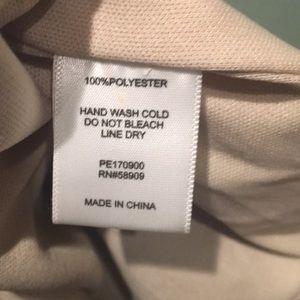 100%POLYESTER
HAND WASH COLD
DO NOT BLEACH
LINE DRY
PE170900
RN#58909
MADE IN CHINA